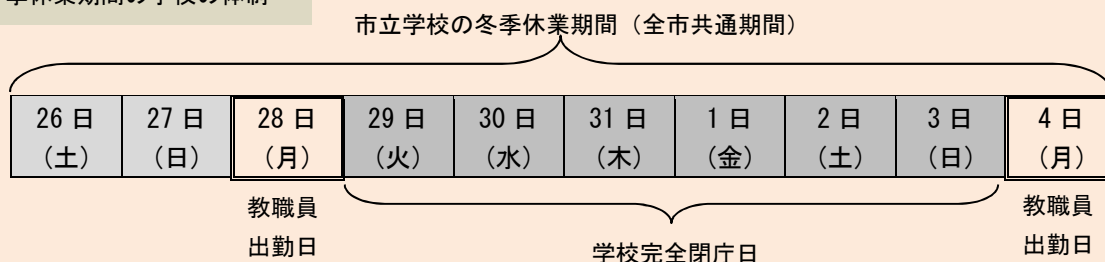 季休業期間の学校の体制
市立学校の冬季休業期間（全市共通期間）
26日 27日 28日 29日 30日 31日 1日 2日 3日 4日
（土） （日） （月） （火） （水） （木） （金） （土） （日） （月）
教職員 教職員
出勤日 学校完全閉庁日 出勤日